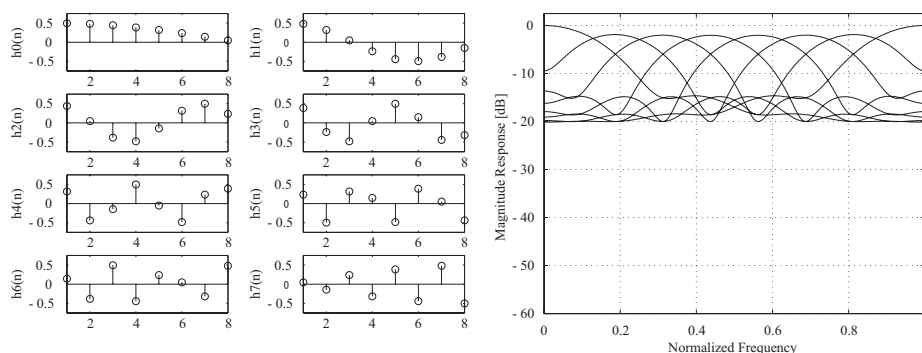 h0(n)
0.5
0
- 0.5
2 4 6 8
h1(n)
0.5
0
- 0.5
2 4 6 8
h2(n)
0.5
0
- 0.5
2 4 6 8
h3(n)
0.5
0
- 0.5
2 4 6 8
h4(n)
0.5
0
- 0.5
2 4 6 8
h5(n)
0.5
0
- 0.5
2 4 6 8
h6(n)
0.5
0
- 0.5
2 4 6 8
h7(n)
0.5
0
- 0.5
2 4 6 8
Magnitude Response [dB]
0
- 10
- 20
- 30
- 40
- 50
- 60
0 0.2 0.4 0.6 0.8
Normalized Frequency